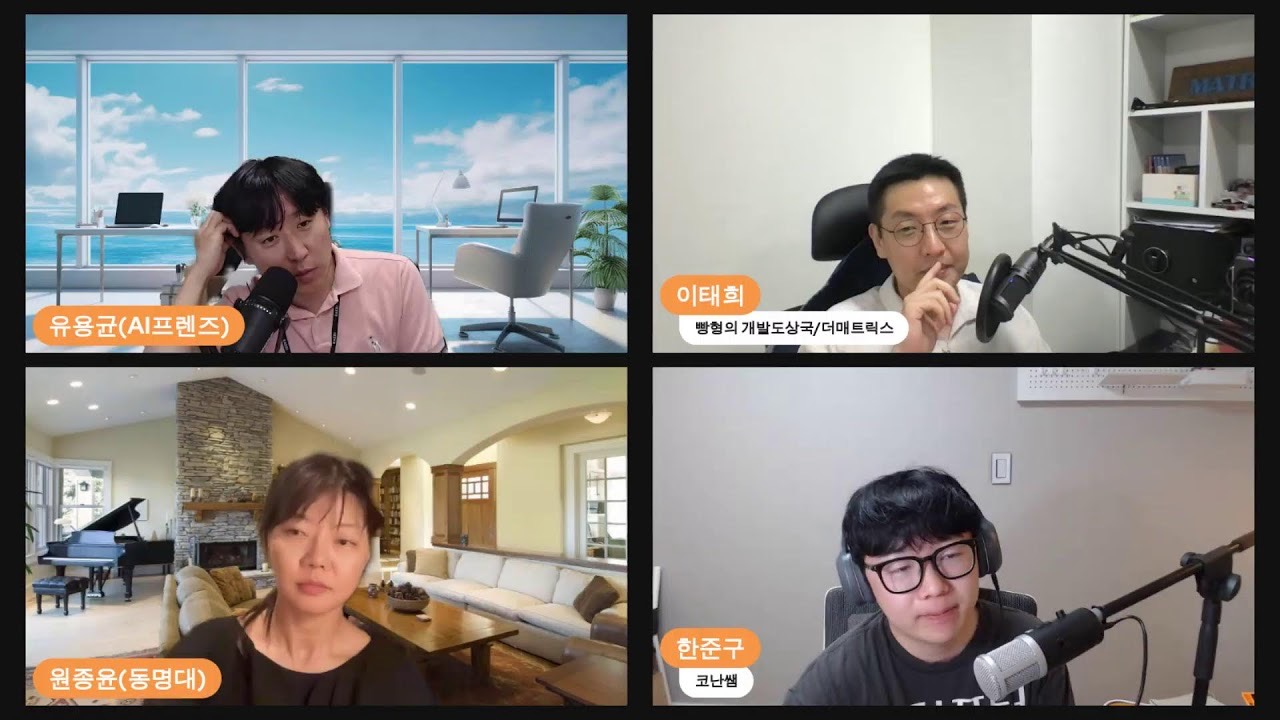 유용균(AI프렌즈)
이태희
빵형의 개발도상국/더매트릭스
원종윤(동명대)
한준구
코난쌤